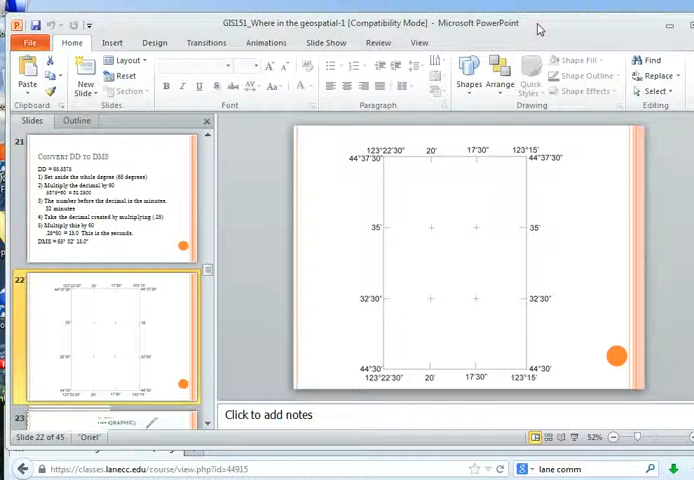 GIS151_Where in the geospatial-1 [Compatibility Mode] - Microsoft PowerPoint
File Home Insert Design Transitions Animations Slide Show Review View
Paste
New
Slide
Layout
Reset
Section
Shapes
Arrange
Quick
Styles
Shape Fill
Shape Outline
Shape Effects
Find
Replace
Select
Clipboard Slides Font Paragraph Drawing Editing
Slides Outline
21
CONVERT DD TO DMS
DD = 65.5375
1) Set aside the whole degree (65 degrees)
2) Multiply the decimal by 60
.5375*60 = 32.2500
3) The number before the decimal is the minutes.
32 minutes
4) Take the decimal created by multiplying (.25)
5) Multiply this by 60
.25*60 = 15.0 This is the seconds.
DMS = 65° 32' 15.0"
22
23
123°22'30" 20' 17'30" 123°15'
44°37'30" 44°37'30"
35' 35'
32'30" 32'30"
44°30' 44°30'
123°22'30" 20' 17'30" 123°15'
Click to add notes
Slide 22 of 45 "Oriel" 52%
https://classes.lanecc.edu/course/view.php?id=44915
lane comm